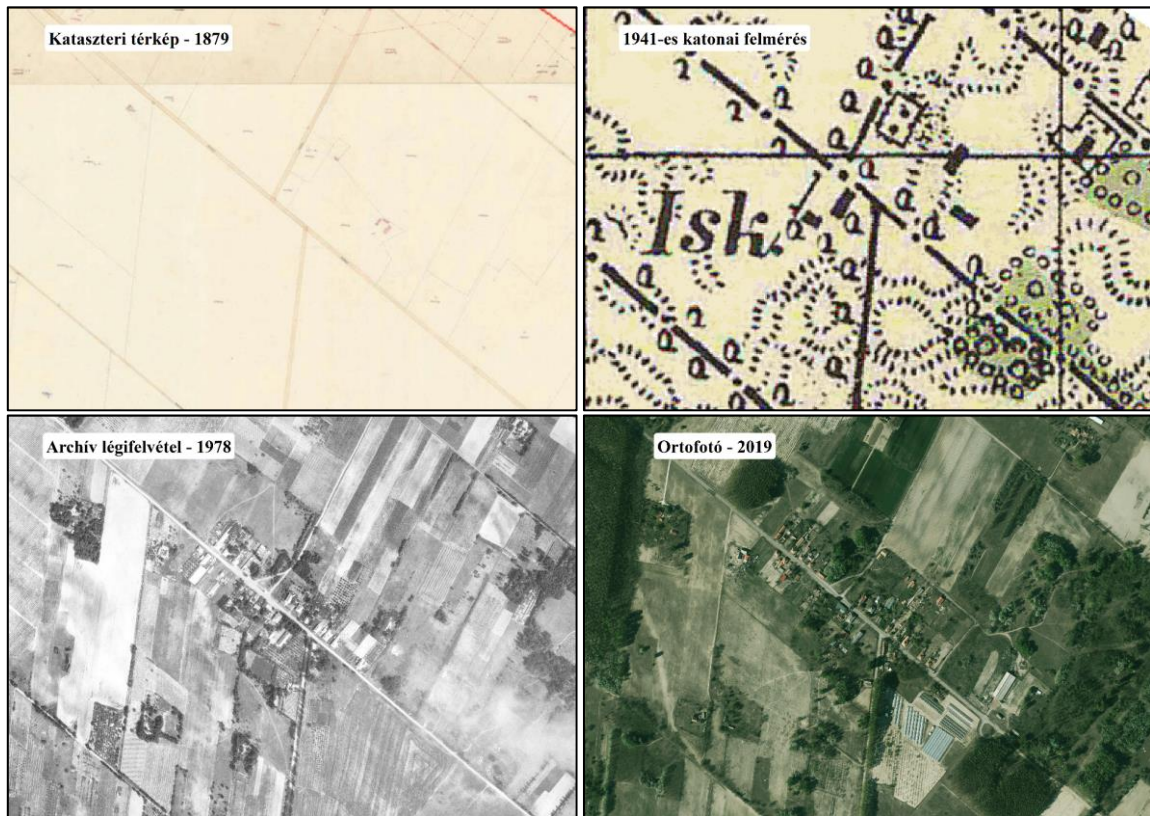 Kataszteri térkép - 1879
1941-es katonai felmérés
Isk.
Archív légifelvétel - 1978
Ortofotó - 2019